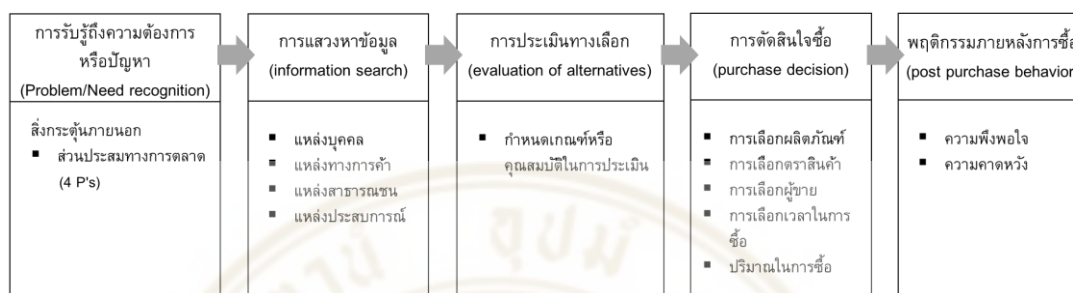 การรับรู้ถึงความต้องการ
หรือปัญหา
(Problem/Need recognition)
สิ่งกระตุ้นภายนอก
▪ ส่วนประสมทางการตลาด
(4 P's)
การแสวงหาข้อมูล
(information search)
▪ แหล่งบุคคล
▪ แหล่งทางการค้า
▪ แหล่งสาธารณชน
▪ แหล่งประสบการณ์
การประเมินทางเลือก
(evaluation of alternatives)
▪ กำหนดเกณฑ์หรือ
คุณสมบัติในการประเมิน
การตัดสินใจซื้อ
(purchase decision)
▪ การเลือกผลิตภัณฑ์
▪ การเลือกตราสินค้า
▪ การเลือกผู้ขาย
▪ การเลือกเวลาในการ
ซื้อ
▪ ปริมาณในการซื้อ
พฤติกรรมภายหลังการซื้อ
(post purchase behavior
▪ ความพึงพอใจ
▪ ความคาดหวัง